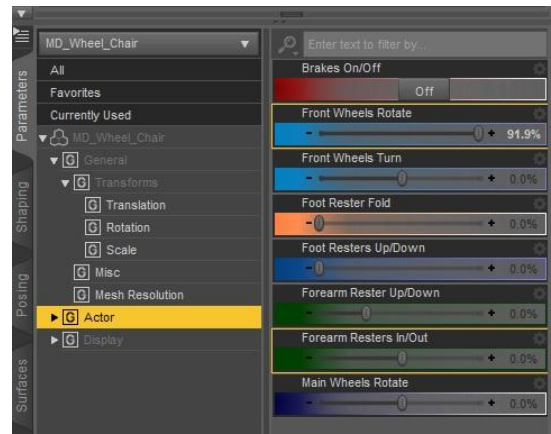 MD_Wheel_Chair
Enter text to filter by...
Parameters
Shaping
Posing
Surfaces
All
Favorites
Currently Used
MD_Wheel_Chair
G General
G Transforms
G Translation
G Rotation
G Scale
G Misc
G Mesh Resolution
G Actor
G Display
Brakes On/Off
Off
Front Wheels Rotate
- + 91.9%
Front Wheels Turn
- + 0.0%
Foot Rester Fold
- + 0.0%
Foot Resters Up/Down
- + 0.0%
Forearm Rester Up/Down
- + 0.0%
Forearm Resters In/Out
- + 0.0%
Main Wheels Rotate
- + 0.0%